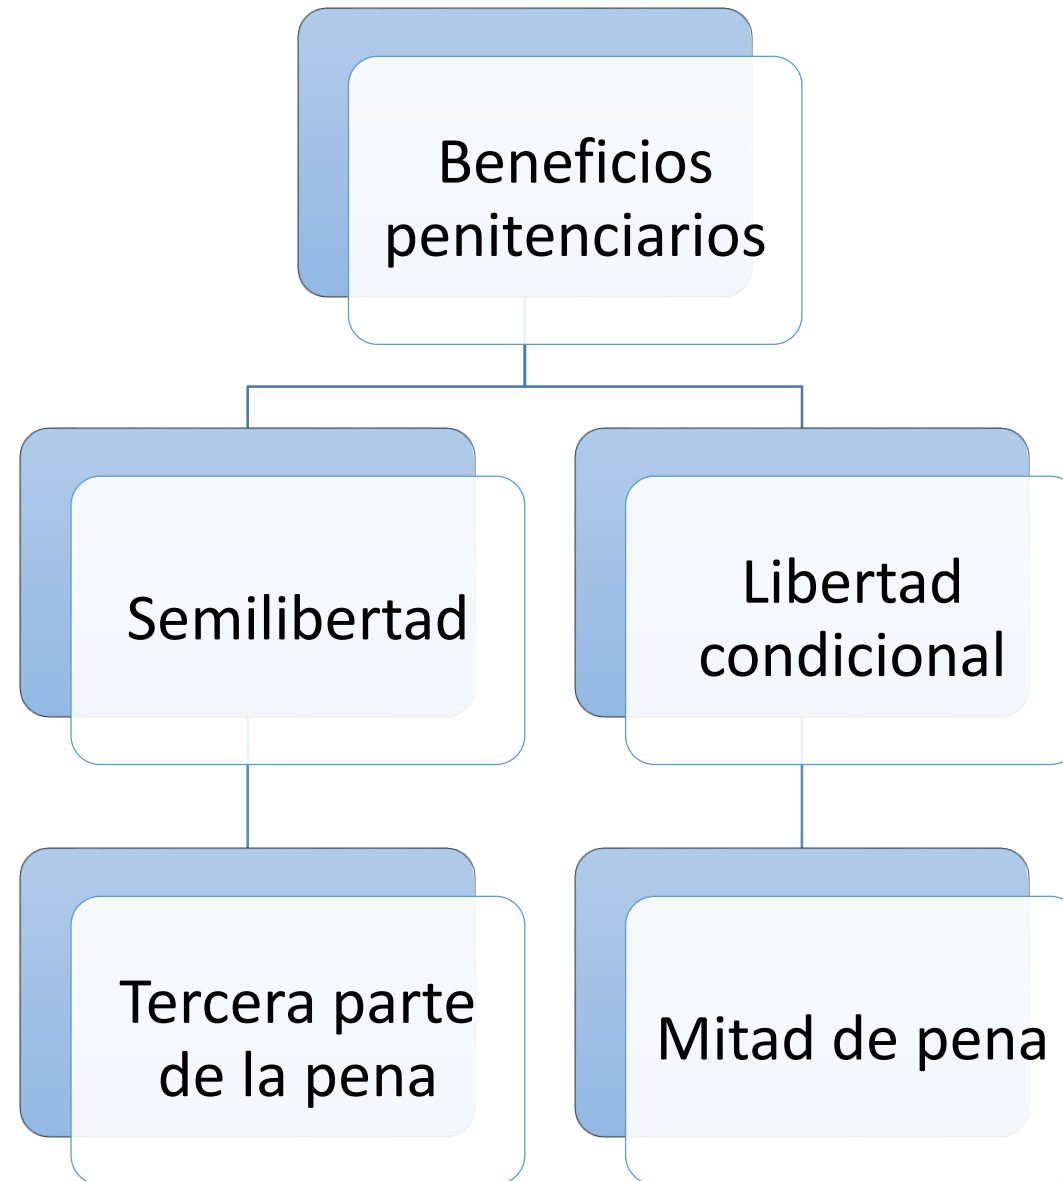 Beneficios
penitenciarios
Semilibertad
Libertad
condicional
Tercera parte
de la pena
Mitad de pena